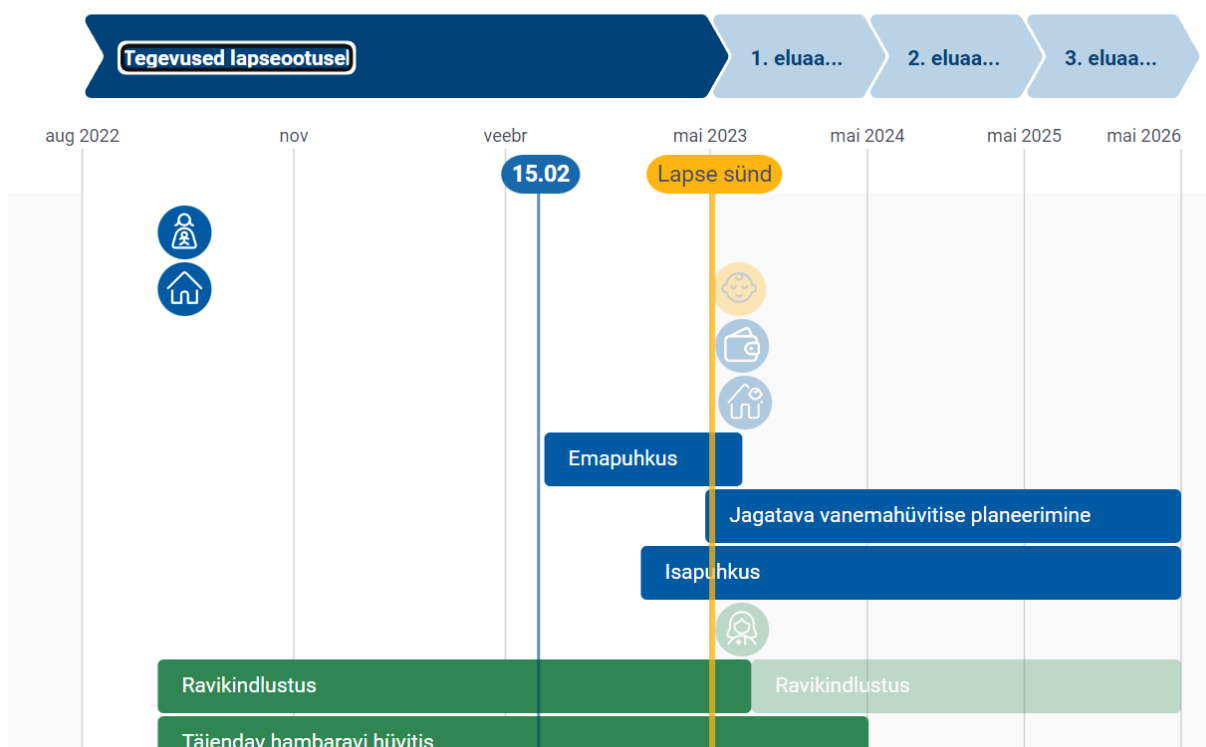 Tegevused lapseootusel
1. eluaa...
2. eluaa...
3. eluaa...
aug 2022
nov
veebr
mai 2023
mai 2024
mai 2025
mai 2026
15.02
Lapse sünd
Emapuhkus
Jagatava vanemahüvitise planeerimine
Isapuhkus
Ravikindlustus
Ravikindlustus
Täiendav hambaravi hüvitis